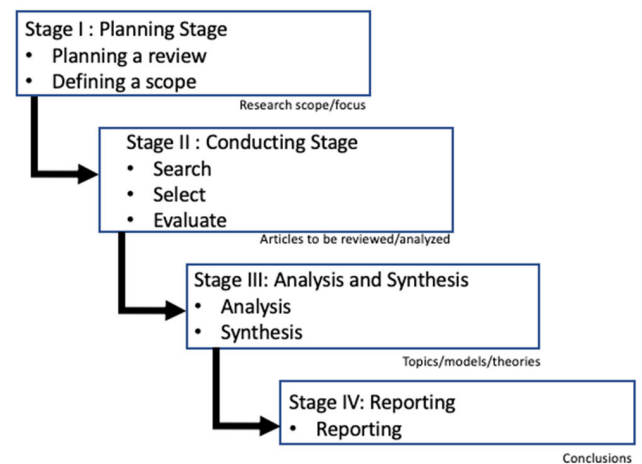 Stage I : Planning Stage
• Planning a review
• Defining a scope
Research scope/focus
Stage II : Conducting Stage
• Search
• Select
• Evaluate
Articles to be reviewed/analyzed
Stage III: Analysis and Synthesis
• Analysis
• Synthesis
Topics/models/theories
Stage IV: Reporting
• Reporting
Conclusions